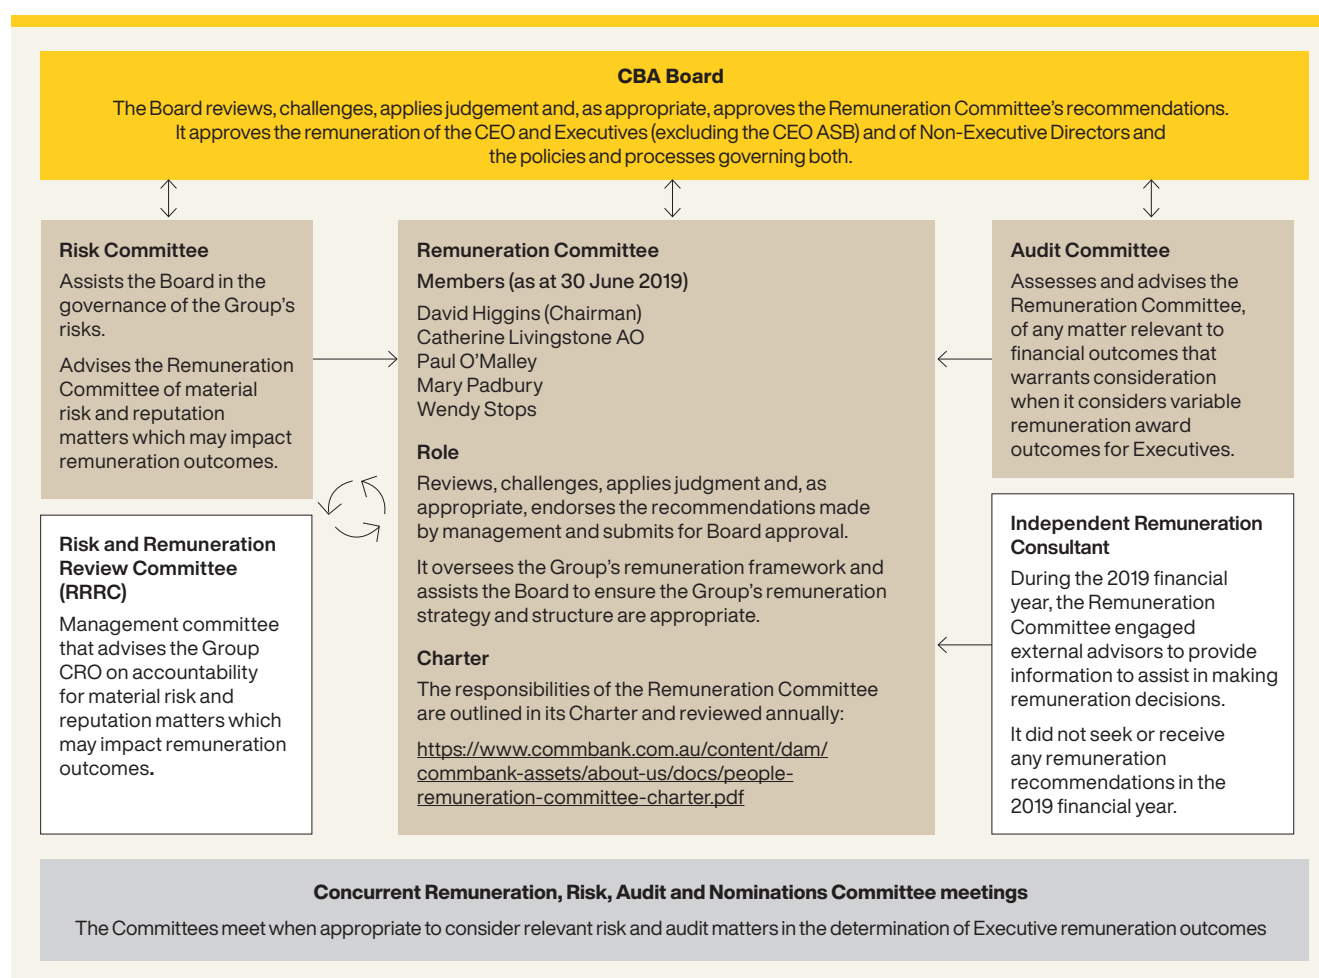 CBA Board
The Board reviews, challenges, applies judgement and, as appropriate, approves the Remuneration Committee's recommendations.
It approves the remuneration of the CEO and Executives (excluding the CEO ASB) and of Non-Executive Directors and
the policies and processes governing both.
Risk Committee
Assists the Board in the
governance of the Group's
risks.
Advises the Remuneration
Committee of material
risk and reputation
matters which may impact
remuneration outcomes.
Risk and Remuneration
Review Committee
(RRRC)
Management committee
that advises the Group
CRO on accountability
for material risk and
reputation matters which
may impact remuneration
outcomes.
Remuneration Committee
Members (as at 30 June 2019)
David Higgins (Chairman)
Catherine Livingstone AO
Paul O'Malley
Mary Padbury
Wendy Stops
Role
Reviews, challenges, applies judgment and, as
appropriate, endorses the recommendations made
by management and submits for Board approval.
It oversees the Group's remuneration framework and
assists the Board to ensure the Group's remuneration
strategy and structure are appropriate.
Charter
The responsibilities of the Remuneration Committee
are outlined in its Charter and reviewed annually:
https://www.commbank.com.au/content/dam/
commbank-assets/about-us/docs/people-
remuneration-committee-charter.pdf
Audit Committee
Assesses and advises the
Remuneration Committee,
of any matter relevant to
financial outcomes that
warrants consideration
when it considers variable
remuneration award
outcomes for Executives.
Independent Remuneration
Consultant
During the 2019 financial
year, the Remuneration
Committee engaged
external advisors to provide
information to assist in making
remuneration decisions.
It did not seek or receive
any remuneration
recommendations in the
2019 financial year.
Concurrent Remuneration, Risk, Audit and Nominations Committee meetings
The Committees meet when appropriate to consider relevant risk and audit matters in the determination of Executive remuneration outcomes